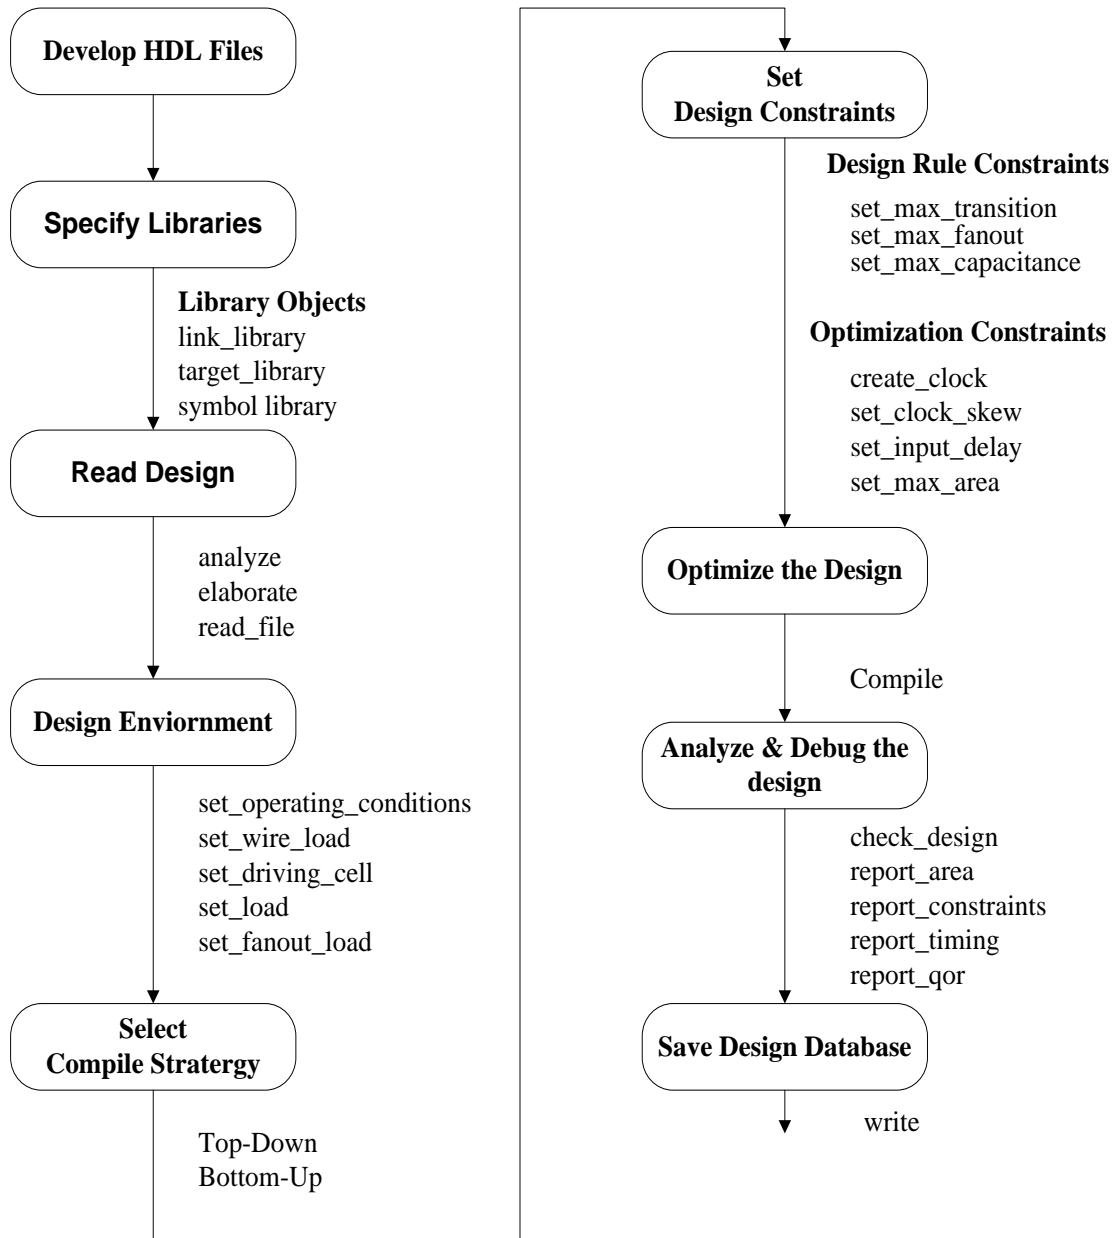 Develop HDL Files
Specify Libraries
Library Objects
link_library
target_library
symbol library
Read Design
analyze
elaborate
read_file
Design Enviornment
set_operating_conditions
set_wire_load
set_driving_cell
set_load
set_fanout_load
Select
Compile Stratergy
Top-Down
Bottom-Up
Set
Design Constraints
Design Rule Constraints
set_max_transition
set_max_fanout
set_max_capacitance
Optimization Constraints
create_clock
set_clock_skew
set_input_delay
set_max_area
Optimize the Design
Compile
Analyze & Debug the
design
check_design
report_area
report_constraints
report_timing
report_qor
Save Design Database
write